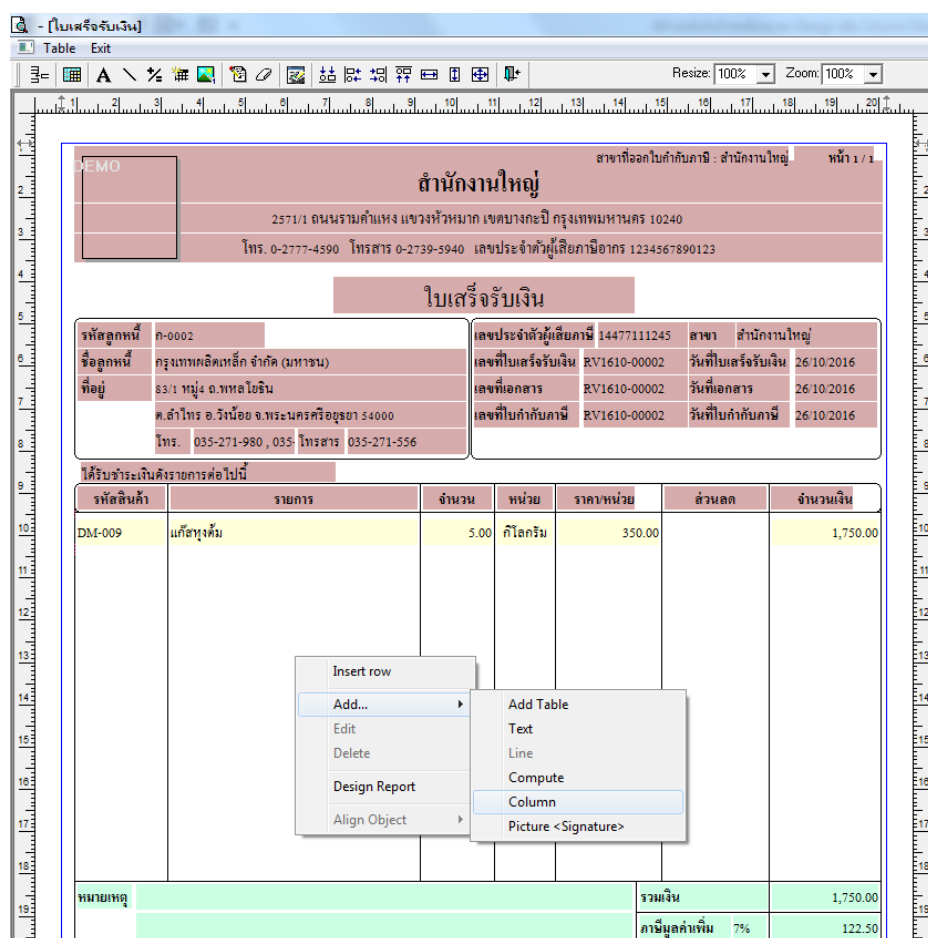 - [ใบเสร็จรับเงิน]
Table Exit
Resize: 100% Zoom: 100%
1 2 3 4 5 6 7 8 9 10 11 12 13 14 15 16 17 18 19 20
DEMO
สาขาที่ออกใบกำกับภาษี : สำนักงานใหญ่ หน้า 1 / 1
สำนักงานใหญ่
2571/1 ถนนรามคำแหง แขวงหัวหมาก เขตบางกะปิ กรุงเทพมหานคร 10240
โทร. 0-2777-4590 โทรสาร 0-2739-5940 เลขประจำตัวผู้เสียภาษีอากร 1234567890123
ใบเสร็จรับเงิน
รหัสลูกหนี้ ก-0002 เลขประจำตัวผู้เสียภาษี 14477111245 สาขา สำนักงานใหญ่
ชื่อลูกหนี้ กรุงเทพผลิตเหล็ก จำกัด (มหาชน) เลขที่ใบเสร็จรับเงิน RV1610-00002 วันที่ใบเสร็จรับเงิน 26/10/2016
ที่อยู่ 83/1 หมู่4 ถ.พหลโยธิน เลขที่เอกสาร RV1610-00002 วันที่เอกสาร 26/10/2016
ต.ลำไทร อ.วังน้อย จ.พระนครศรีอยุธยา 54000 เลขที่ใบกำกับภาษี RV1610-00002 วันที่ใบกำกับภาษี 26/10/2016
โทร. 035-271-980 , 035- โทรสาร 035-271-556
ได้รับชำระเงินดังรายการต่อไปนี้
รหัสสินค้า รายการ จำนวน หน่วย ราคา/หน่วย ส่วนลด จำนวนเงิน
DM-009 แก๊สหุงต้ม 5.00 กิโลกรัม 350.00 1,750.00
Insert row
Add...
Edit
Delete
Design Report
Align Object
Add Table
Text
Line
Compute
Column
Picture <Signature>
หมายเหตุ รวมเงิน 1,750.00
ภาษีมูลค่าเพิ่ม 7% 122.50